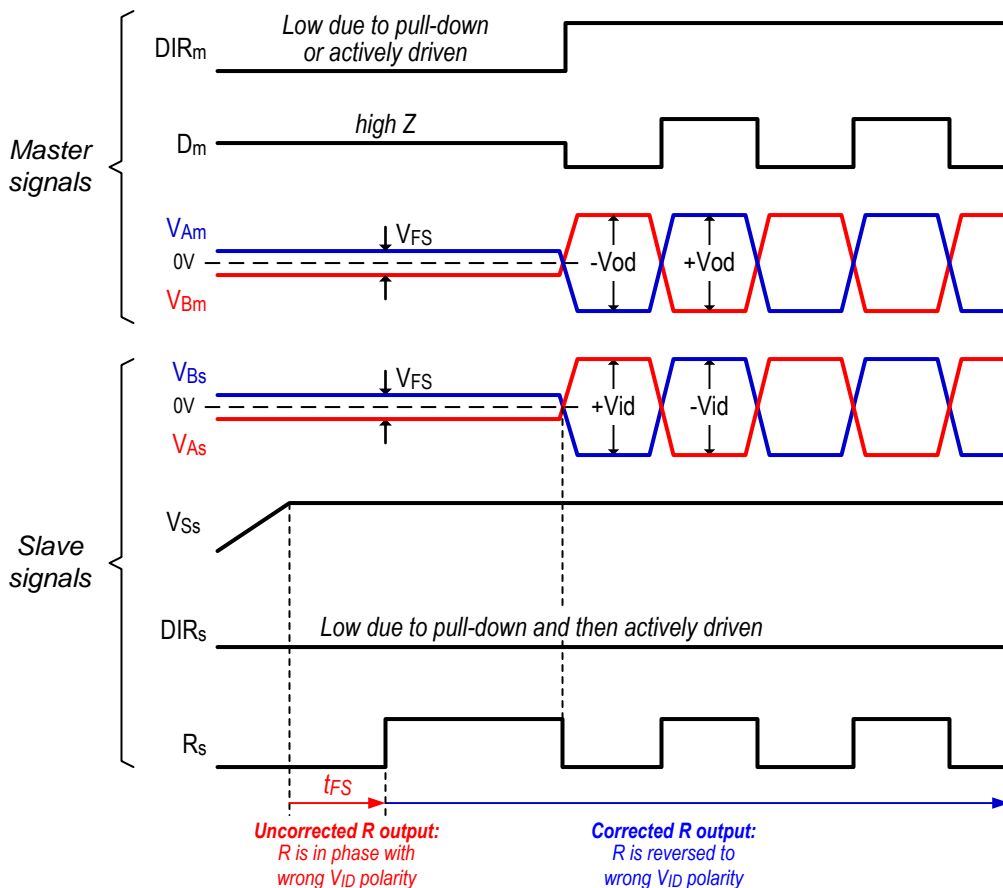 Low due to pull-down
or actively driven
DIRm
high Z
Dm
Master
signals
VAm
VFS
0V
-Vod
+Vod
VBm
VBs
VFS
0V
+Vid
-Vid
VAs
VSs
Slave
signals
DIRs
Low due to pull-down and then actively driven
Rs
tFS
Uncorrected R output:
R is in phase with
wrong VID polarity
Corrected R output:
R is reversed to
wrong VID polarity